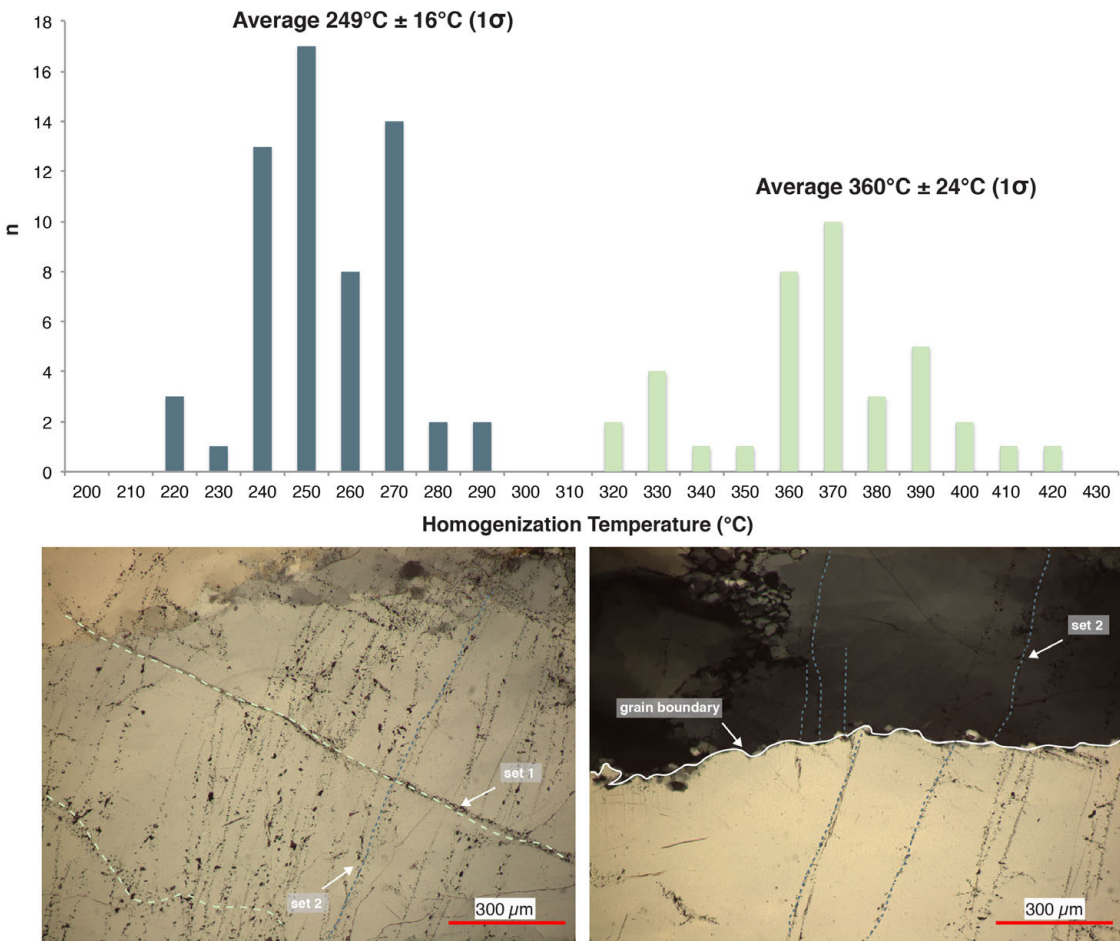 Average 249°C ± 16°C (1σ)
Average 360°C ± 24°C (1σ)
n
18
16
14
12
10
8
6
4
2
0
200 210 220 230 240 250 260 270 280 290 300 310 320 330 340 350 360 370 380 390 400 410 420 430
Homogenization Temperature (°C)
set 1
set 2
300 µm
set 2
grain boundary
300 µm